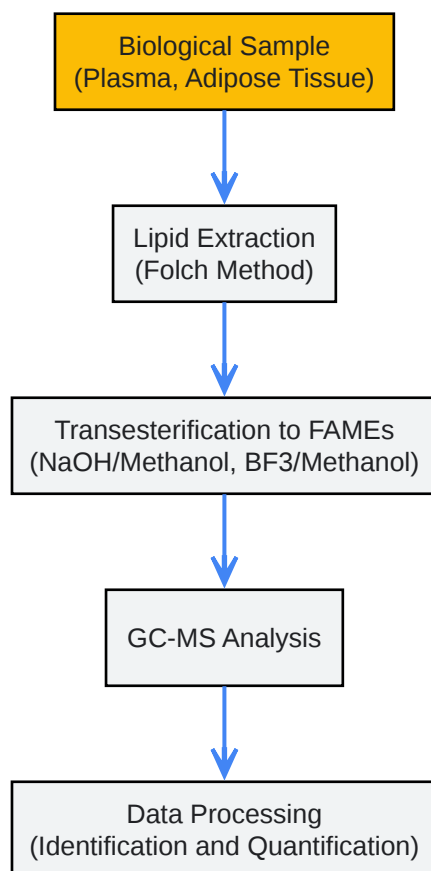 Biological Sample
(Plasma, Adipose Tissue)
Lipid Extraction
(Folch Method)
Transesterification to FAMEs
(NaOH/Methanol, BF3/Methanol)
GC-MS Analysis
Data Processing
(Identification and Quantification)